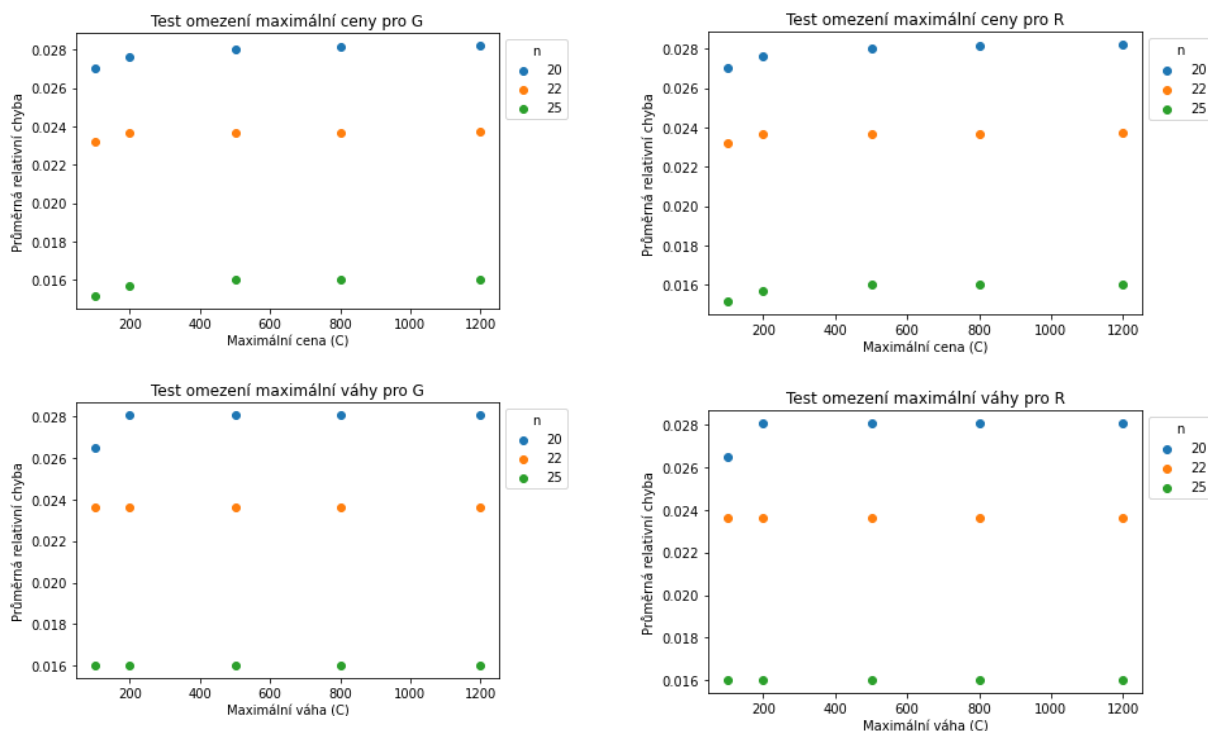 Test omezení maximální ceny pro G
Průměrná relativní chyba
0.028
0.026
0.024
0.022
0.020
0.018
0.016
200 400 600 800 1000 1200
Maximální cena (C)
n
20
22
25
Test omezení maximální ceny pro R
Průměrná relativní chyba
0.028
0.026
0.024
0.022
0.020
0.018
0.016
200 400 600 800 1000 1200
Maximální cena (C)
n
20
22
25
Test omezení maximální váhy pro G
Průměrná relativní chyba
0.028
0.026
0.024
0.022
0.020
0.018
0.016
200 400 600 800 1000 1200
Maximální váha (C)
n
20
22
25
Test omezení maximální váhy pro R
Průměrná relativní chyba
0.028
0.026
0.024
0.022
0.020
0.018
0.016
200 400 600 800 1000 1200
Maximální váha (C)
n
20
22
25